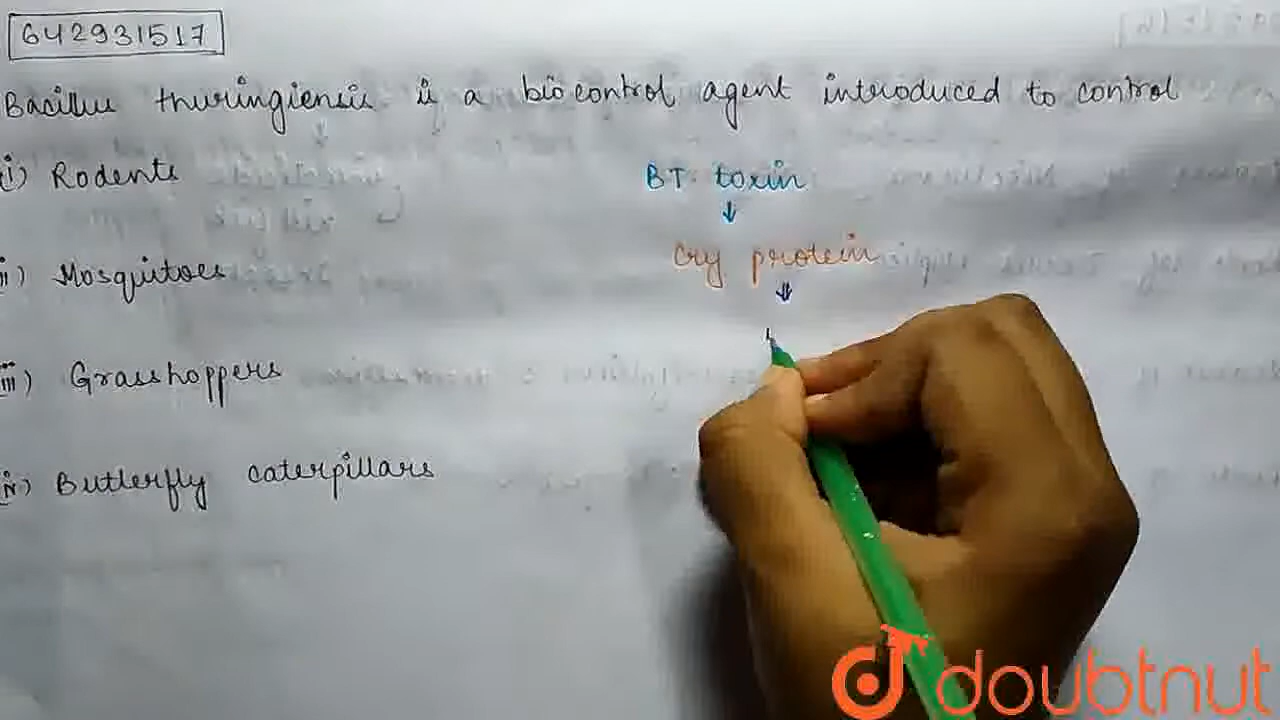 642931517
Bacillus thuringiensis is a biocontrol agent introduced to control
(i) Rodents
BT toxin
↓
Cry protein
⇓
ii) Mosquitoes
iii) Grasshoppers
(iv) Butterfly caterpillars
doubtnut